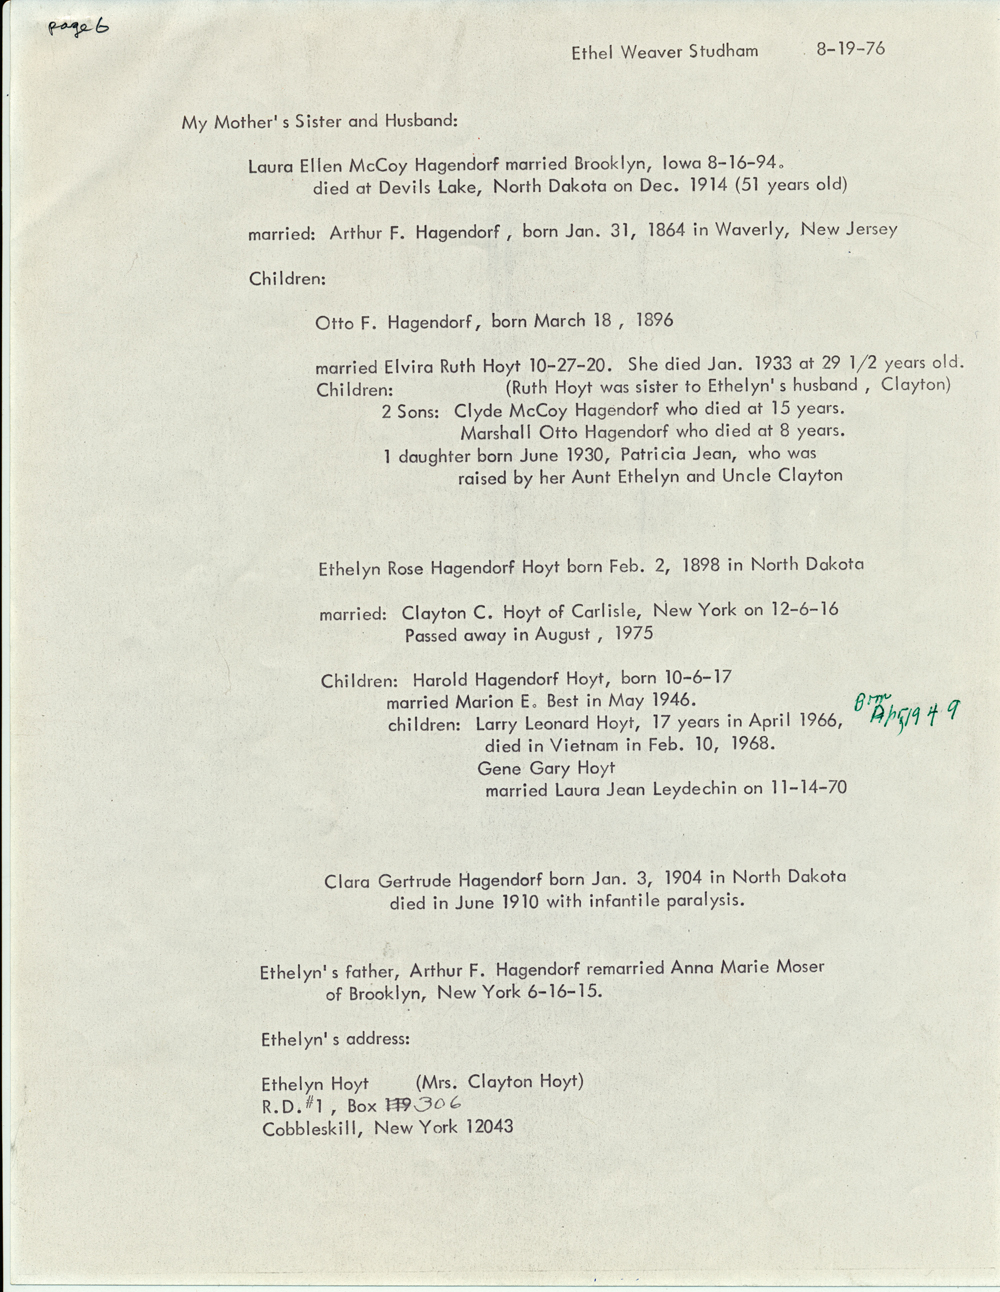 page 6
Ethel Weaver Studham 8-19-76
My Mother's Sister and Husband:
Laura Ellen McCoy Hagendorf married Brooklyn, Iowa 8-16-94.
died at Devils Lake, North Dakota on Dec. 1914 (51 years old)
married: Arthur F. Hagendorf , born Jan. 31, 1864 in Waverly, New Jersey
Children:
Otto F. Hagendorf, born March 18 , 1896
married Elvira Ruth Hoyt 10-27-20. She died Jan. 1933 at 29 1/2 years old.
Children: (Ruth Hoyt was sister to Ethelyn's husband , Clayton)
2 Sons: Clyde McCoy Hagendorf who died at 15 years.
Marshall Otto Hagendorf who died at 8 years.
1 daughter born June 1930, Patricia Jean, who was
raised by her Aunt Ethelyn and Uncle Clayton
Ethelyn Rose Hagendorf Hoyt born Feb. 2, 1898 in North Dakota
married: Clayton C. Hoyt of Carlisle, New York on 12-6-16
Passed away in August , 1975
Children: Harold Hagendorf Hoyt, born 10-6-17
married Marion E. Best in May 1946.
children: Larry Leonard Hoyt, 17 years in April 1966, Born
1949
died in Vietnam in Feb. 10, 1968.
Gene Gary Hoyt
married Laura Jean Leydechin on 11-14-70
Clara Gertrude Hagendorf born Jan. 3, 1904 in North Dakota
died in June 1910 with infantile paralysis.
Ethelyn's father, Arthur F. Hagendorf remarried Anna Marie Moser
of Brooklyn, New York 6-16-15.
Ethelyn's address:
Ethelyn Hoyt (Mrs. Clayton Hoyt)
R.D.#1 , Box 119 306
Cobbleskill, New York 12043